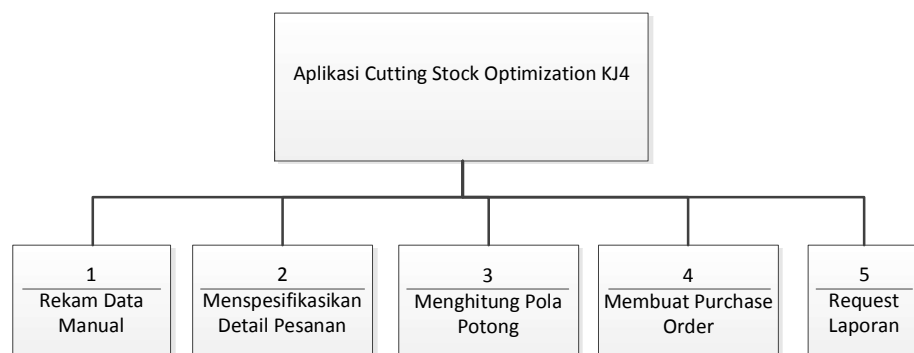 Aplikasi Cutting Stock Optimization KJ4
1
Rekam Data
Manual
2
Menspesifikasikan
Detail Pesanan
3
Menghitung Pola
Potong
4
Membuat Purchase
Order
5
Request
Laporan